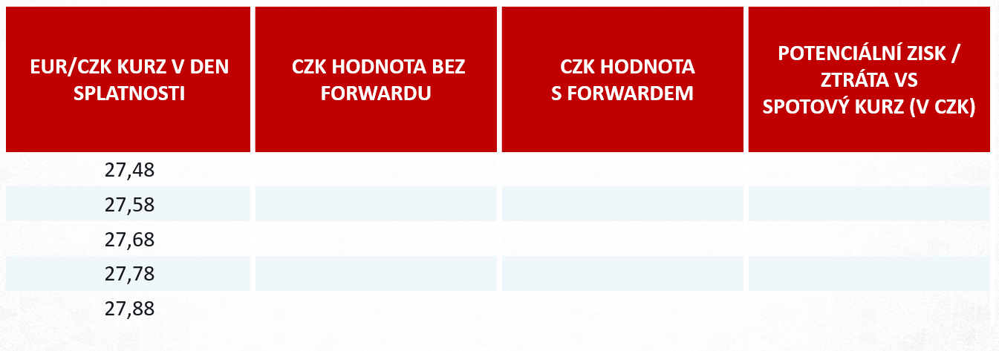 EUR/CZK KURZ V DEN
SPLATNOSTI
CZK HODNOTA BEZ
FORWARDU
CZK HODNOTA
S FORWARDEM
POTENCIÁLNÍ ZISK /
ZTRÁTA VS
SPOTOVÝ KURZ (V CZK)
27,48
27,58
27,68
27,78
27,88